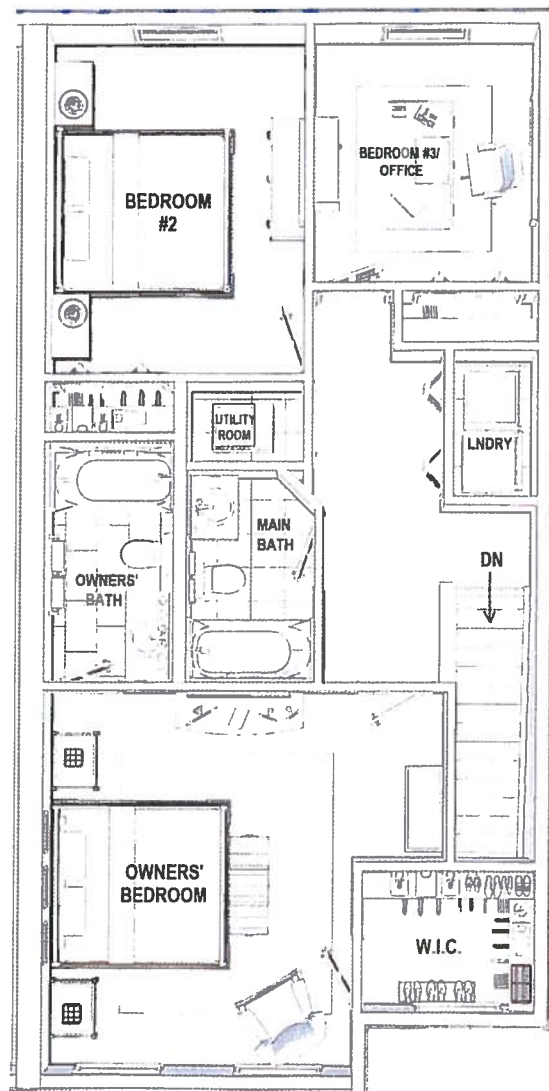 BEDROOM
#2
BEDROOM #3/
OFFICE
UTILITY
ROOM
LNDRY
MAIN
BATH
OWNERS'
BATH
DN
OWNERS'
BEDROOM
W.I.C.